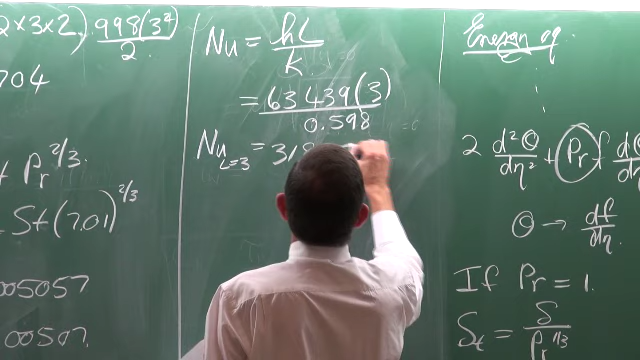 2×3×2) 998(3²)
2.
704
Pr^2/3
St(7.01)^2/3
005057
00507.
Nu = hL
K
= 63439(3)
0.598
Nu L=3 = 318
Energy eq.
2 d²Θ + Pr f dΘ
dη² dη
Θ → df
dη
If Pr = 1.
St = δ
Pr^1/3